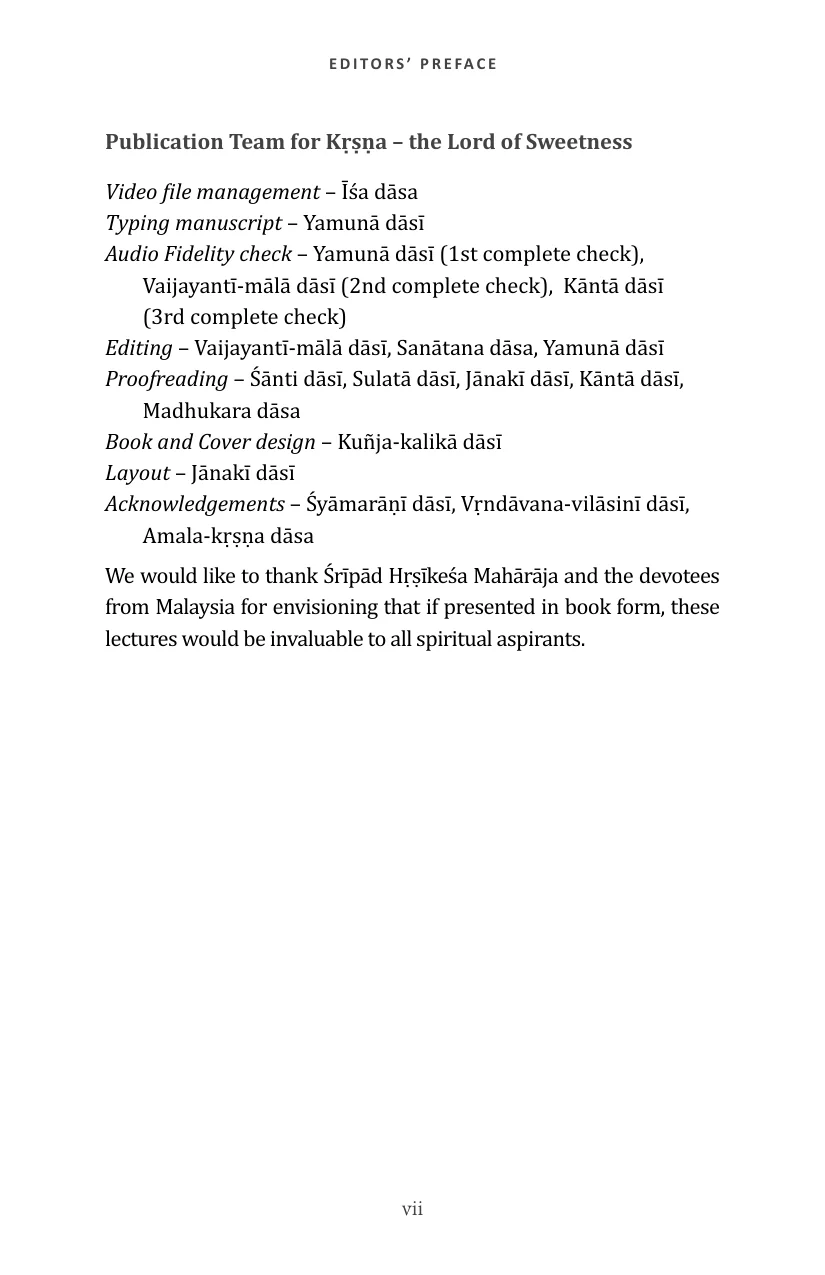 EDITORS’ PREFACE
Publication Team for Kṛṣṇa – the Lord of Sweetness
Video file management – Īśa dāsa
Typing manuscript – Yamunā dāsī
Audio Fidelity check – Yamunā dāsī (1st complete check),
Vaijayantī-mālā dāsī (2nd complete check),  Kāntā dāsī
(3rd complete check)
Editing – Vaijayantī-mālā dāsī, Sanātana dāsa, Yamunā dāsī
Proofreading – Śānti dāsī, Sulatā dāsī, Jānakī dāsī, Kāntā dāsī,
Madhukara dāsa
Book and Cover design – Kuñja-kalikā dāsī
Layout – Jānakī dāsī
Acknowledgements – Śyāmarāṇī dāsī, Vṛndāvana-vilāsinī dāsī,
Amala-kṛṣṇa dāsa
We would like to thank Śrīpād Hṛṣīkeśa Mahārāja and the devotees
from Malaysia for envisioning that if presented in book form, these
lectures would be invaluable to all spiritual aspirants.
vii